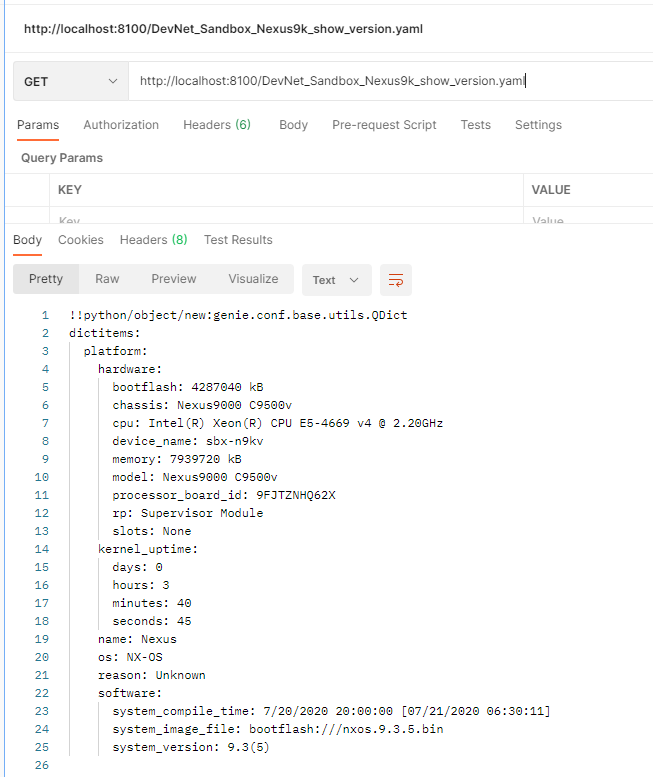 http://localhost:8100/DevNet_Sandbox_Nexus9k_show_version.yaml
GET http://localhost:8100/DevNet_Sandbox_Nexus9k_show_version.yaml
Params Authorization Headers (6) Body Pre-request Script Tests Settings
Query Params
KEY VALUE
Key Value
Body Cookies Headers (8) Test Results
Pretty Raw Preview Visualize Text
1 !!python/object/new:genie.conf.base.utils.QDict
2 dictitems:
3 platform:
4 hardware:
5 bootflash: 4287040 kB
6 chassis: Nexus9000 C9500v
7 cpu: Intel(R) Xeon(R) CPU E5-4669 v4 @ 2.20GHz
8 device_name: sbx-n9kv
9 memory: 7939720 kB
10 model: Nexus9000 C9500v
11 processor_board_id: 9FJTZNHQ62X
12 rp: Supervisor Module
13 slots: None
14 kernel_uptime:
15 days: 0
16 hours: 3
17 minutes: 40
18 seconds: 45
19 name: Nexus
20 os: NX-OS
21 reason: Unknown
22 software:
23 system_compile_time: 7/20/2020 20:00:00 [07/21/2020 06:30:11]
24 system_image_file: bootflash:///nxos.9.3.5.bin
25 system_version: 9.3(5)
26